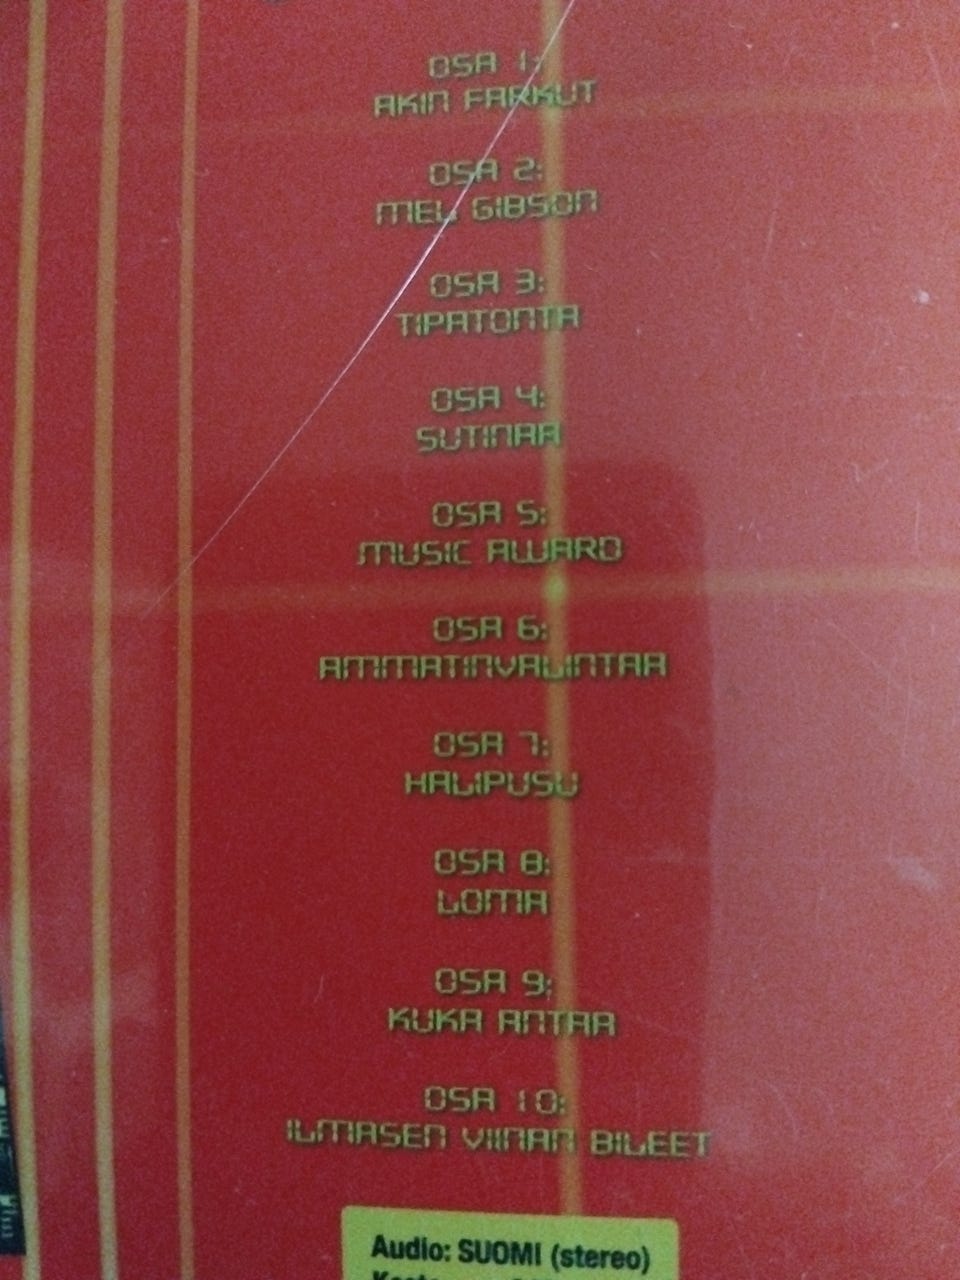 OSA 1:
AKIN FARKUT
OSA 2:
MEL GIBSON
OSA 3:
TIPATONTA
OSA 4:
SUTINAA
OSA 5:
MUSIC AWARD
OSA 6:
AMMATINVALINTAA
OSA 7:
HALIPUSU
OSA 8:
LOMA
OSA 9:
KUKA ANTAA
OSA 10:
ILMASEN VIINAN BILEET
Audio: SUOMI (stereo)